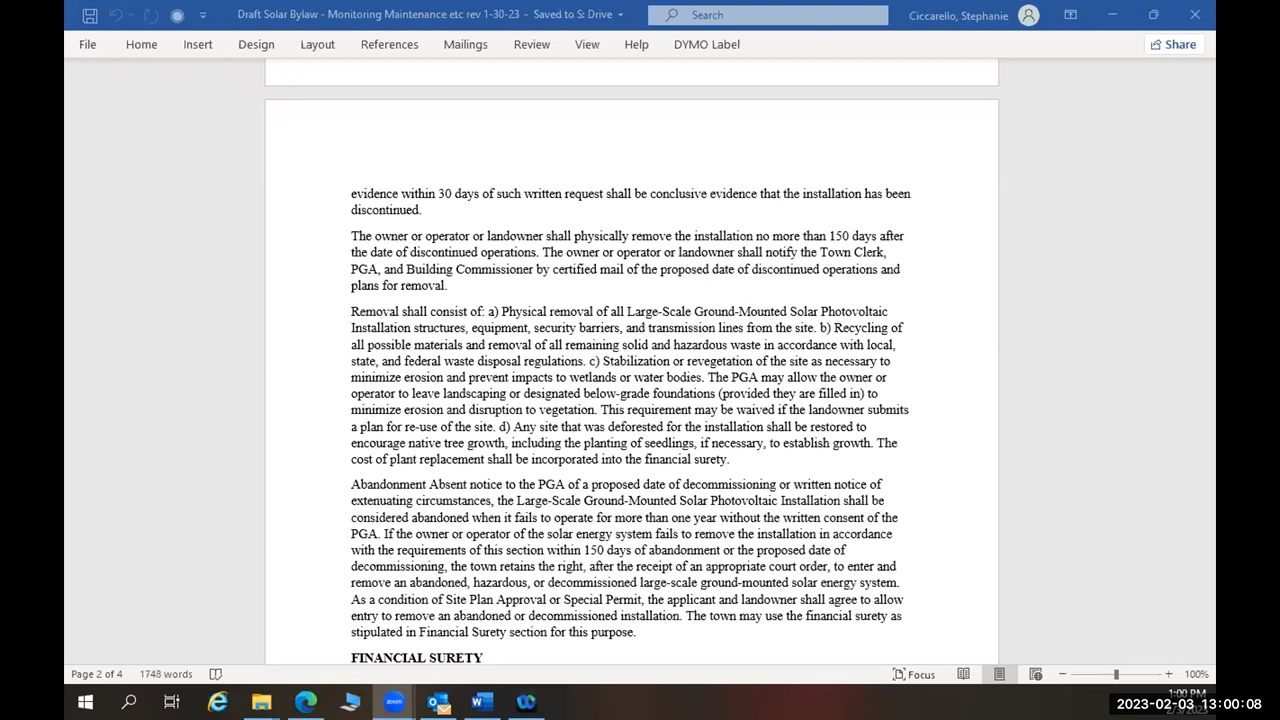 Draft Solar Bylaw - Monitoring Maintenance etc rev 1-30-23 - Saved to S: Drive
Search
Ciccarello, Stephanie
File Home Insert Design Layout References Mailings Review View Help DYMO Label Share
evidence within 30 days of such written request shall be conclusive evidence that the installation has been
discontinued.
The owner or operator or landowner shall physically remove the installation no more than 150 days after
the date of discontinued operations. The owner or operator or landowner shall notify the Town Clerk,
PGA, and Building Commissioner by certified mail of the proposed date of discontinued operations and
plans for removal.
Removal shall consist of: a) Physical removal of all Large-Scale Ground-Mounted Solar Photovoltaic
Installation structures, equipment, security barriers, and transmission lines from the site. b) Recycling of
all possible materials and removal of all remaining solid and hazardous waste in accordance with local,
state, and federal waste disposal regulations. c) Stabilization or revegetation of the site as necessary to
minimize erosion and prevent impacts to wetlands or water bodies. The PGA may allow the owner or
operator to leave landscaping or designated below-grade foundations (provided they are filled in) to
minimize erosion and disruption to vegetation. This requirement may be waived if the landowner submits
a plan for re-use of the site. d) Any site that was deforested for the installation shall be restored to
encourage native tree growth, including the planting of seedlings, if necessary, to establish growth. The
cost of plant replacement shall be incorporated into the financial surety.
Abandonment Absent notice to the PGA of a proposed date of decommissioning or written notice of
extenuating circumstances, the Large-Scale Ground-Mounted Solar Photovoltaic Installation shall be
considered abandoned when it fails to operate for more than one year without the written consent of the
PGA. If the owner or operator of the solar energy system fails to remove the installation in accordance
with the requirements of this section within 150 days of abandonment or the proposed date of
decommissioning, the town retains the right, after the receipt of an appropriate court order, to enter and
remove an abandoned, hazardous, or decommissioned large-scale ground-mounted solar energy system.
As a condition of Site Plan Approval or Special Permit, the applicant and landowner shall agree to allow
entry to remove an abandoned or decommissioned installation. The town may use the financial surety as
stipulated in Financial Surety section for this purpose.
FINANCIAL SURETY
Page 2 of 4 1748 words Focus 100%
zoom
1:00 PM
2023-02-03 13:00:08